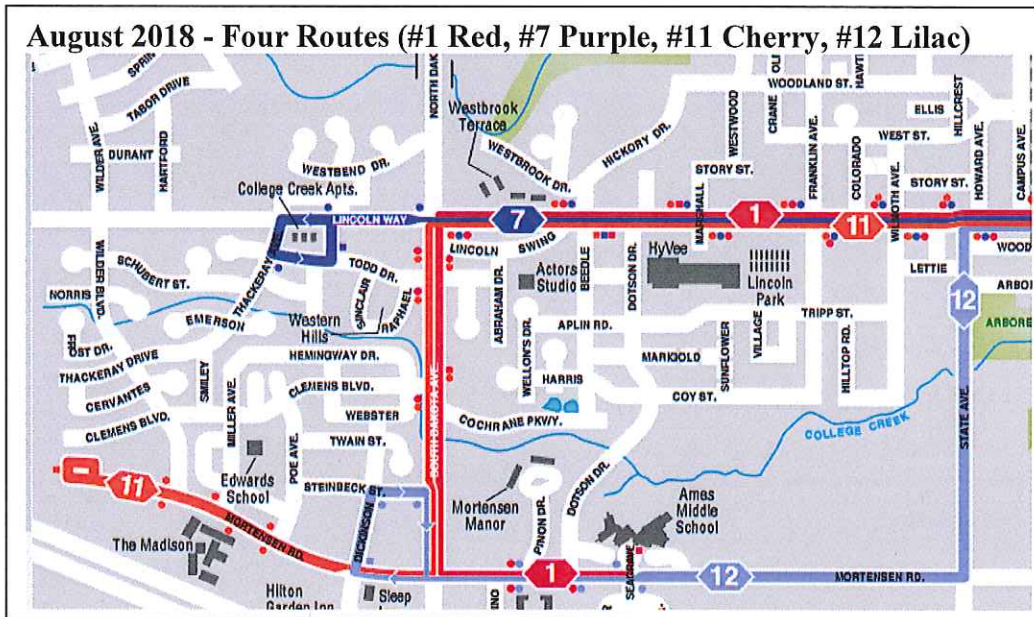 August 2018 - Four Routes (#1 Red, #7 Purple, #11 Cherry, #12 Lilac)
TABOR DRIVE
WILDER AVE.
DURANT
HARTFORD
WESTBEND DR.
College Creek Apts.
Westbrook
Terrace
WESTBROOK DR.
HICKORY DR.
WOODLAND ST.
WESTWOOD
CRANE
FRANKLIN AVE.
COLORADO
ELLIS
WEST ST.
HILLCREST
WILMOTH AVE.
HOWARD AVE.
CAMPUS AVE.
STORY ST.
STORY ST.
MARSHALL
LINCOLN WAY
7
1
11
LINCOLN
SWING
HyVee
Lincoln
Park
LETTIE
TODD DR.
SINCLAIR
RAPHAEL
Western
Hills
ABRAHAM DR.
Actors
Studio
BEEDLE
DOTSON DR.
SCHUBERT ST.
WILDER BLVD.
NORRIS
THACKERAY
EMERSON
THACKERAY DRIVE
CERVANTES
CLEMENS BLVD.
SMILEY
MILLER AVE.
HEMINGWAY DR.
CLEMENS BLVD.
WEBSTER
TWAIN ST.
POE AVE.
Edwards
School
STEINBECK ST.
DICKINSON
SOUTH DAKOTA AVE.
WELLON'S DR.
APLIN RD.
HARRIS
COCHRANE PKWY.
MARIGOLD
SUNFLOWER
VILLAGE
TRIPP ST.
HILLTOP RD.
COY ST.
12
STATE AVE.
COLLEGE CREEK
11
MORTENSEN RD.
The Madison
Mortensen
Manor
PINON DR.
DOTSON DR.
Ames
Middle
School
1
SEAGRAVE
12
MORTENSEN RD.
Hilton
Garden Inn
Sleep